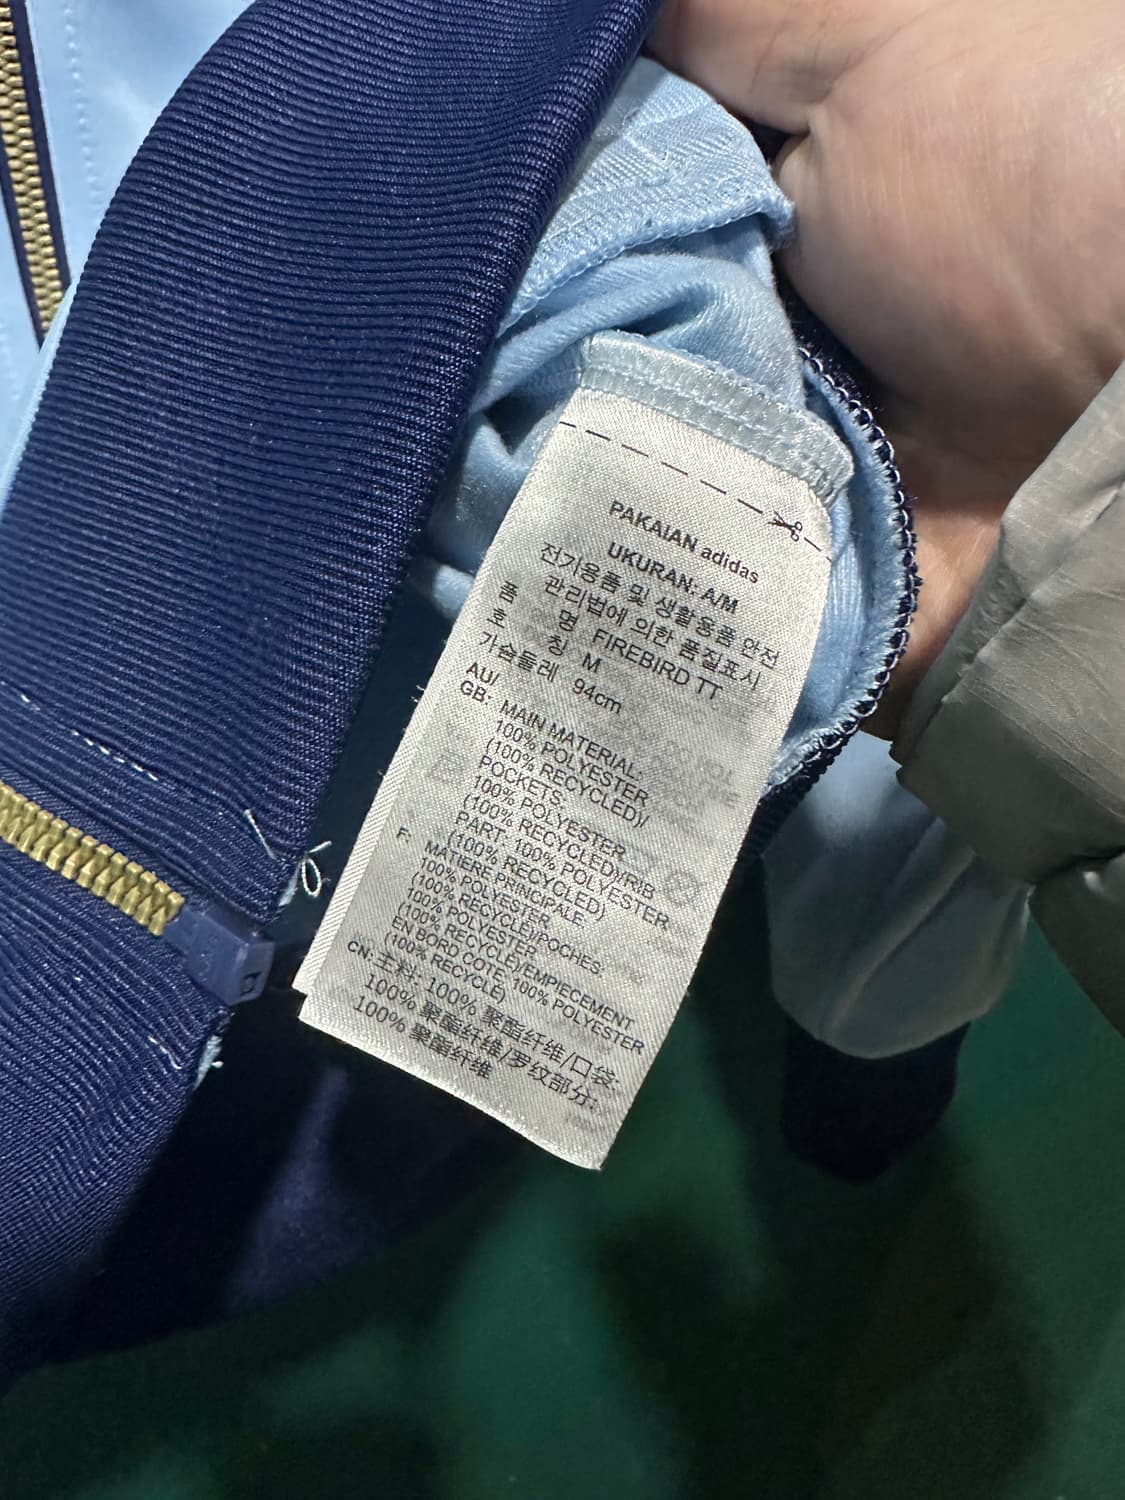 PAKAIAN adidas
UKURAN: A/M
전기용품 및 생활용품 안전
관리법에 의한 품질표시
품 명 FIREBIRD TT
호 칭 M
가슴둘레 94cm
AU/
GB: MAIN MATERIAL:
100% POLYESTER
(100% RECYCLED)/
POCKETS:
100% POLYESTER
(100% RECYCLED)/RIB
PART: 100% POLYESTER
(100% RECYCLED)
F: MATIERE PRINCIPALE
100% POLYESTER
(100% RECYCLE)/POCHES:
100% POLYESTER
(100% RECYCLE)/EMPIECEMENT
EN BORD COTE: 100% POLYESTER
(100% RECYCLÉ)
CN: 主料: 100% 聚酯纤维/口袋:
100% 聚酯纤维/罗纹部分:
100% 聚酯纤维